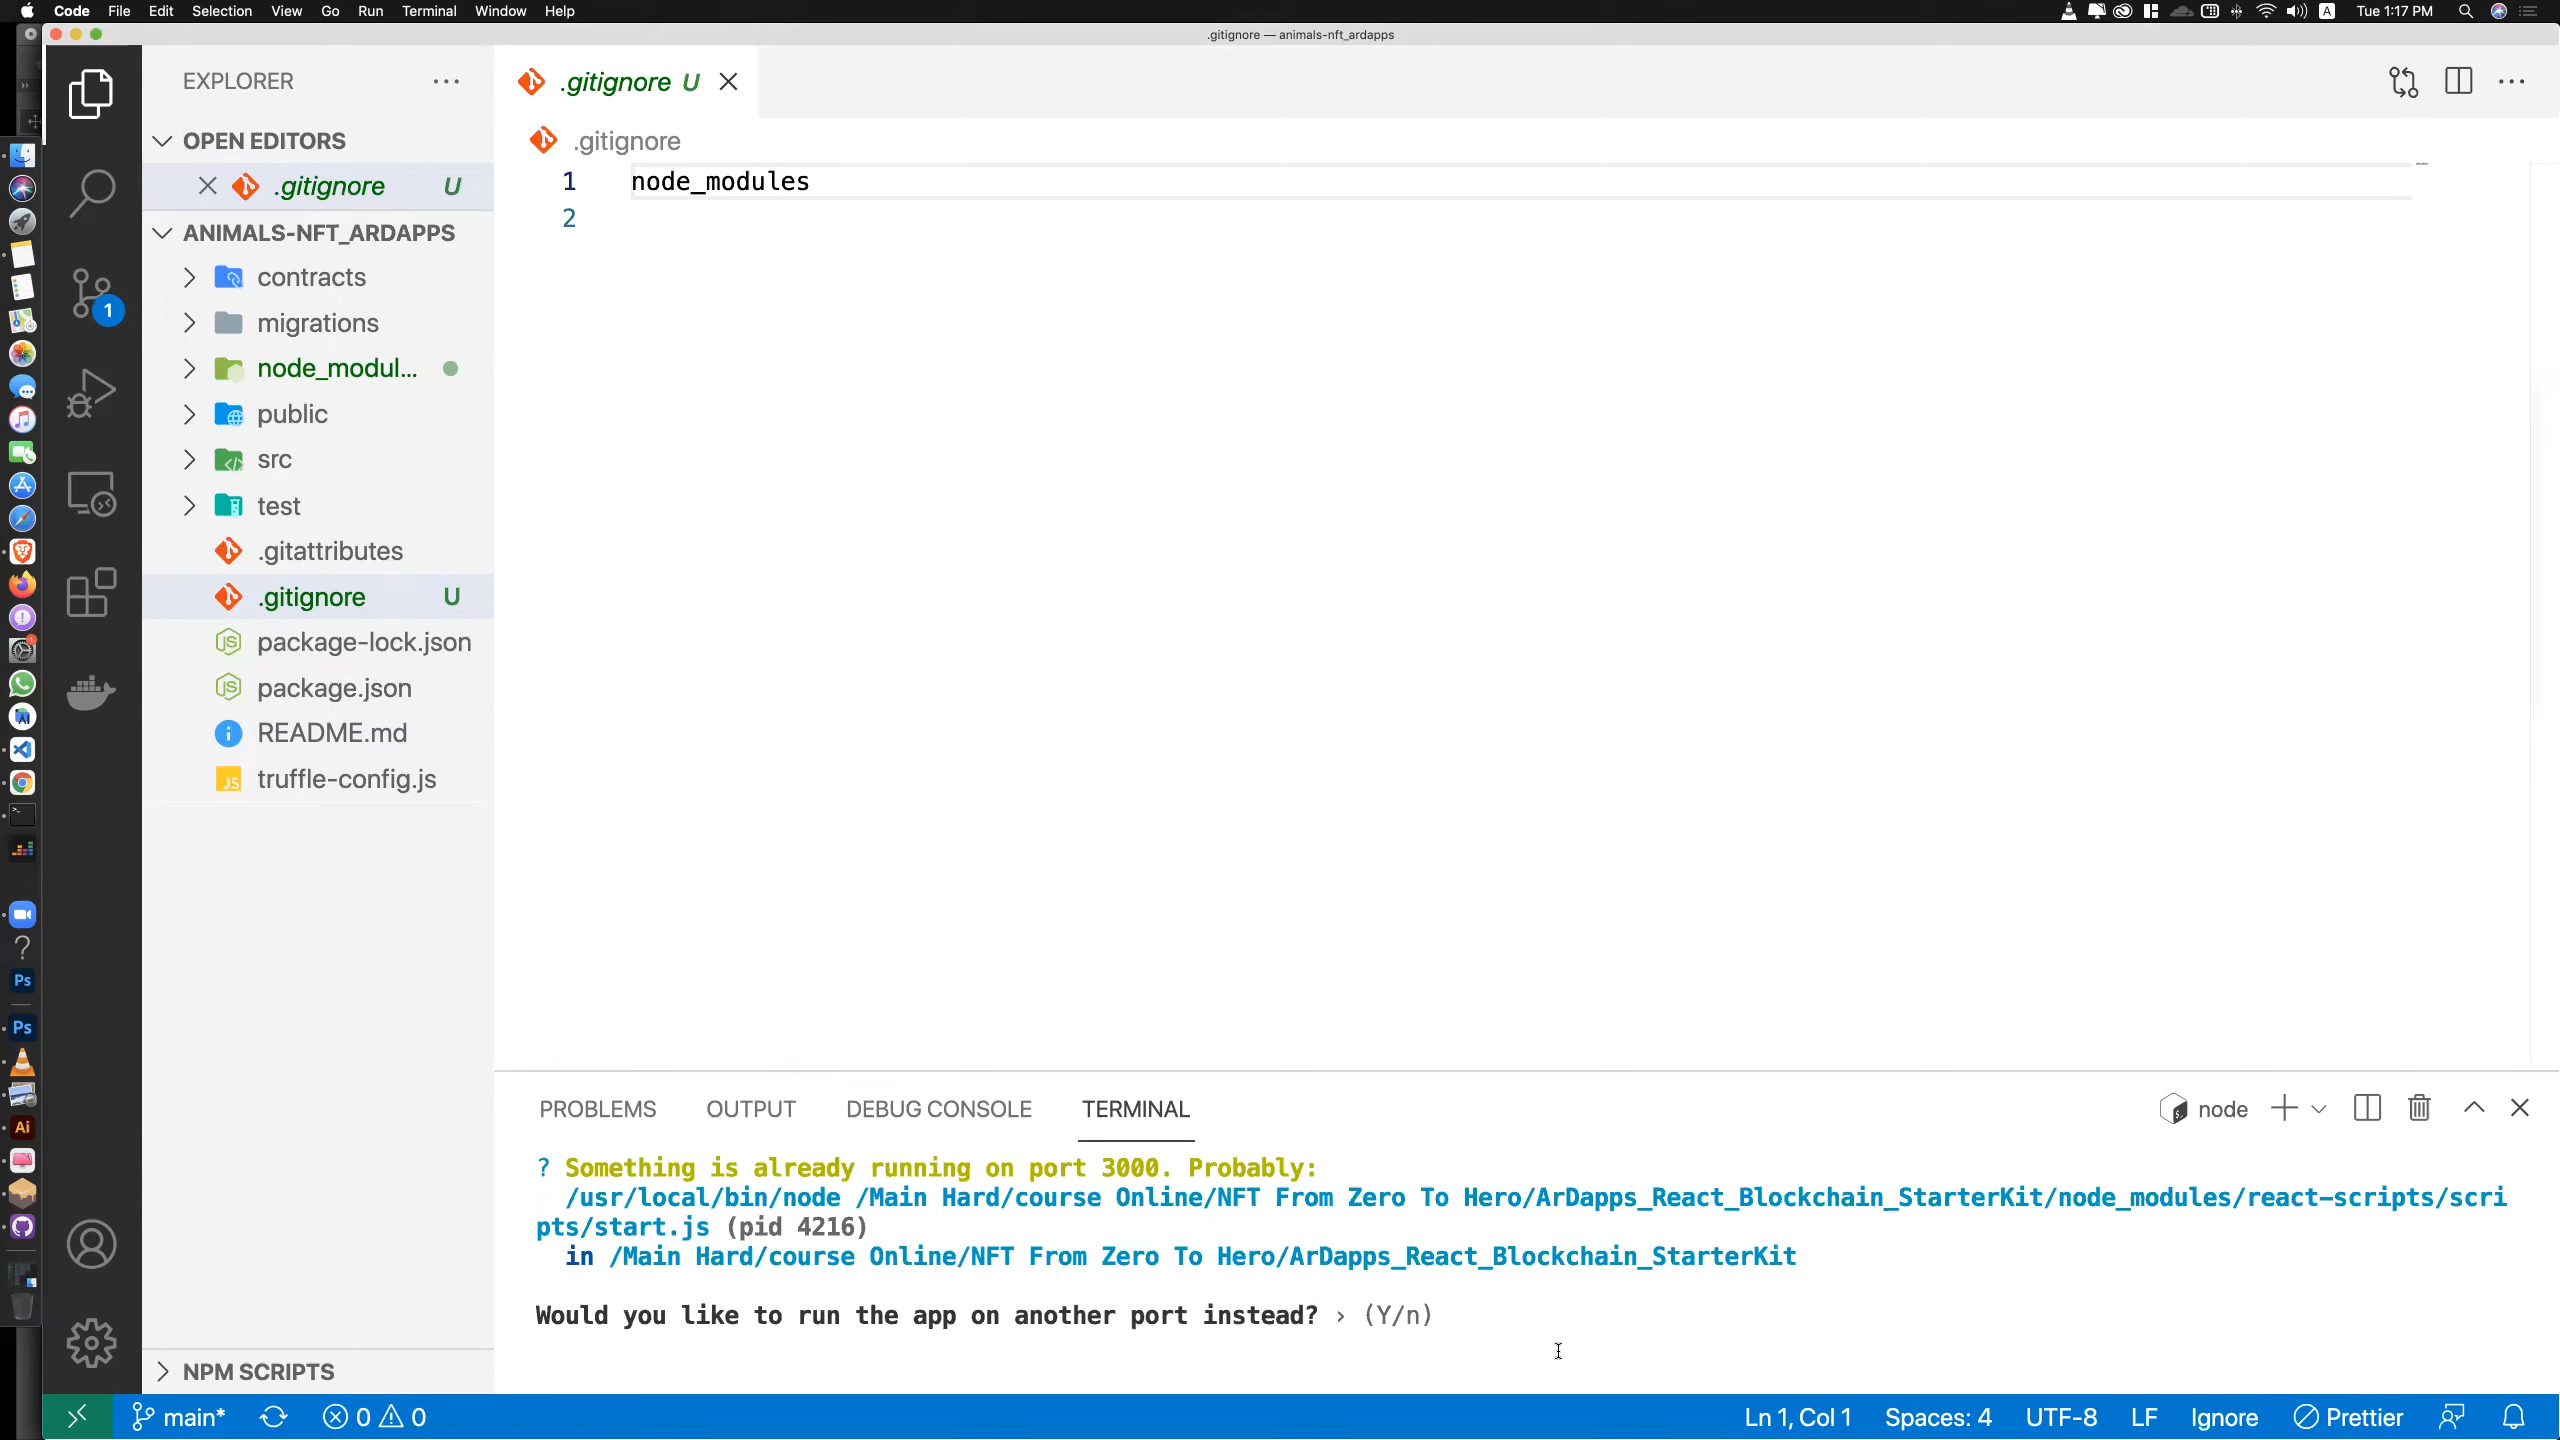 Code File Edit Selection View Go Run Terminal Window Help
A Tue 1:17 PM
.gitignore — animals-nft_ardapps
EXPLORER
.gitignore U
OPEN EDITORS
.gitignore
.gitignore U
1 node_modules
2
ANIMALS-NFT_ARDAPPS
contracts
1
migrations
node_modul...
public
src
test
.gitattributes
.gitignore U
package-lock.json
package.json
README.md
truffle-config.js
Ps
Ps
Ai
PROBLEMS OUTPUT DEBUG CONSOLE TERMINAL
node
? Something is already running on port 3000. Probably:
/usr/local/bin/node /Main Hard/course Online/NFT From Zero To Hero/ArDapps_React_Blockchain_StarterKit/node_modules/react-scripts/scri
pts/start.js (pid 4216)
in /Main Hard/course Online/NFT From Zero To Hero/ArDapps_React_Blockchain_StarterKit
Would you like to run the app on another port instead? › (Y/n)
NPM SCRIPTS
main* 0 0 Ln 1, Col 1 Spaces: 4 UTF-8 LF Ignore Prettier